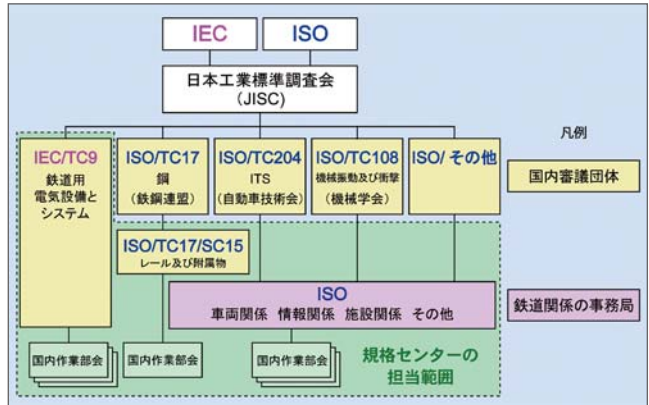 IEC
ISO
日本工業標準調査会
(JISC)
IEC/TC9
鉄道用
電気設備と
システム
ISO/TC17
鋼
(鉄鋼連盟)
ISO/TC204
ITS
(自動車技術会)
ISO/TC108
機械振動及び衝撃
(機械学会)
ISO/その他
凡例
国内審議団体
ISO/TC17/SC15
レール及び附属物
ISO
車両関係 情報関係 施設関係 その他
鉄道関係の事務局
国内作業部会
国内作業部会
国内作業部会
規格センターの
担当範囲